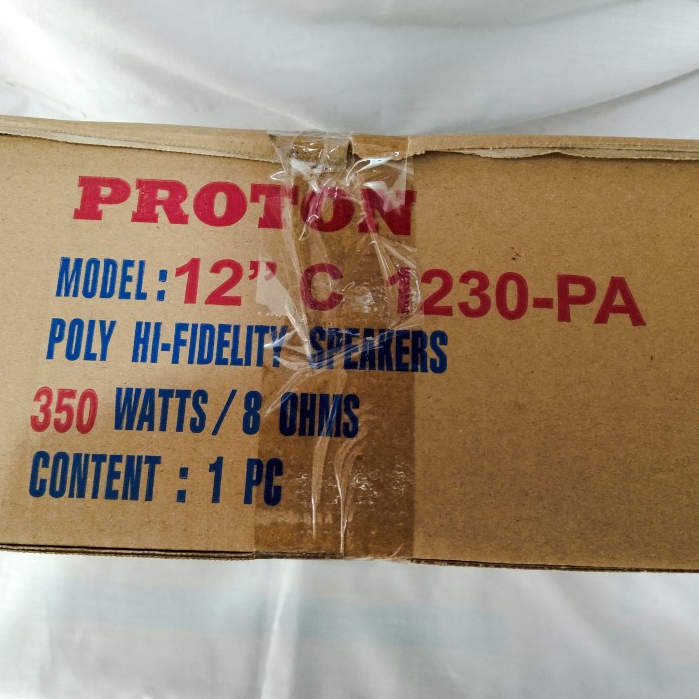 PROTON
MODEL: 12" C 1230-PA
POLY HI-FIDELITY SPEAKERS
350 WATTS / 8 OHMS
CONTENT : 1 PC